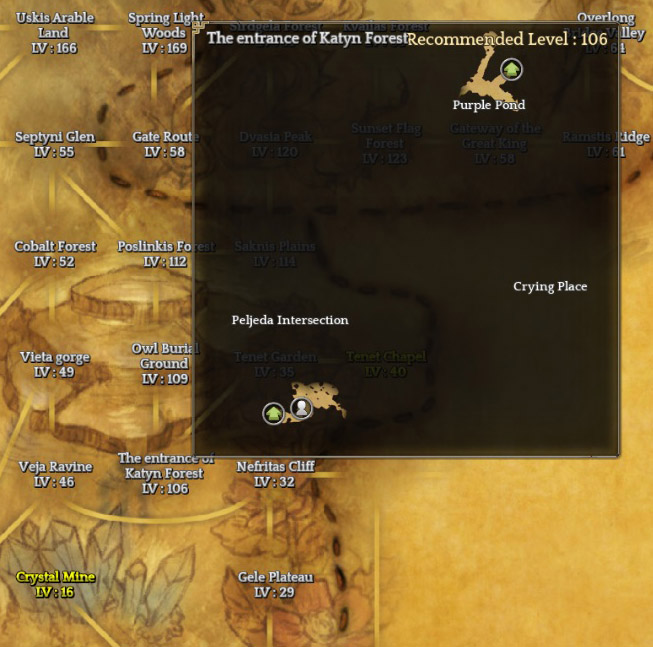 Uskis Arable
Land
LV : 166
Spring Light
Woods
LV : 169
Overlong
Valley
The entrance of Katyn Forest
Recommended Level : 106
Purple Pond
Septyni Glen
LV : 55
Gate Route
LV : 58
Dvasia Peak
LV : 120
Sunset Flag
Forest
LV : 123
Gateway of the
Great King
LV : 58
Ramstis Ridge
LV : 61
Cobalt Forest
LV : 52
Poslinkis Forest
LV : 112
Saknis Plains
LV : 114
Crying Place
Peljeda Intersection
Vieta gorge
LV : 49
Owl Burial
Ground
LV : 109
Tenet Garden
LV : 35
Tenet Chapel
LV : 40
Veja Ravine
LV : 46
The entrance of
Katyn Forest
LV : 106
Nefritas Cliff
LV : 32
Crystal Mine
LV : 16
Gele Plateau
LV : 29